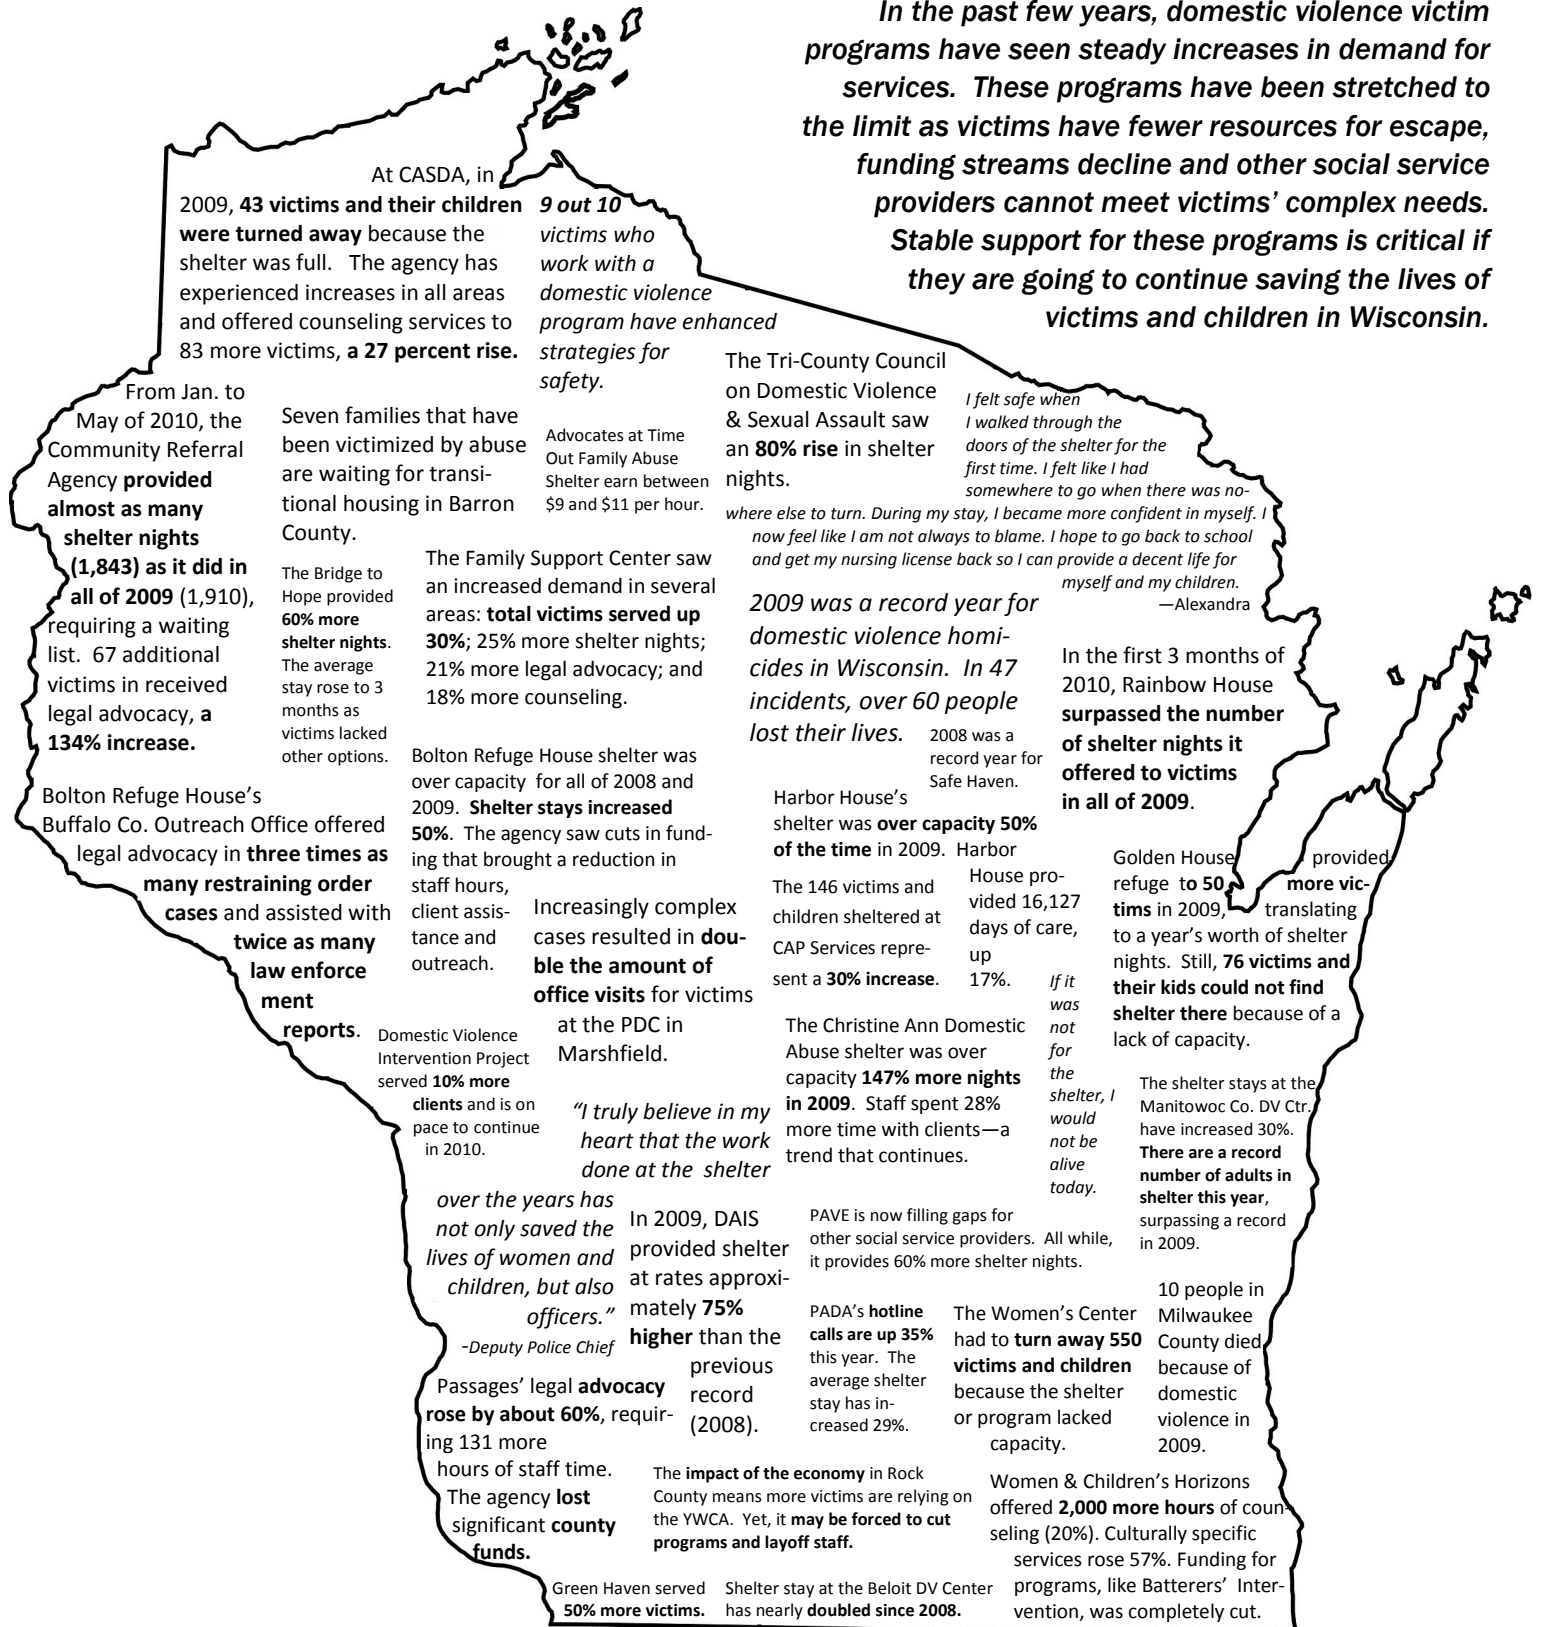 In the past few years, domestic violence victim
programs have seen steady increases in demand for
services. These programs have been stretched to
the limit as victims have fewer resources for escape,
funding streams decline and other social service
providers cannot meet victims’ complex needs.
Stable support for these programs is critical if
they are going to continue saving the lives of
victims and children in Wisconsin.
At CASDA, in
2009, 43 victims and their children
were turned away because the
shelter was full. The agency has
experienced increases in all areas
and offered counseling services to
83 more victims, a 27 percent rise.
9 out 10
victims who
work with a
domestic violence
program have enhanced
strategies for
safety.
From Jan. to
May of 2010, the
Community Referral
Agency provided
almost as many
shelter nights
(1,843) as it did in
all of 2009 (1,910),
requiring a waiting
list. 67 additional
victims in received
legal advocacy, a
134% increase.
Seven families that have
been victimized by abuse
are waiting for transi-
tional housing in Barron
County.
Advocates at Time
Out Family Abuse
Shelter earn between
$9 and $11 per hour.
The Tri-County Council
on Domestic Violence
& Sexual Assault saw
an 80% rise in shelter
nights.
I felt safe when
I walked through the
doors of the shelter for the
first time. I felt like I had
somewhere to go when there was no-
where else to turn. During my stay, I became more confident in myself. I
now feel like I am not always to blame. I hope to go back to school
and get my nursing license back so I can provide a decent life for
myself and my children.
—Alexandra
The Bridge to
Hope provided
60% more
shelter nights.
The average
stay rose to 3
months as
victims lacked
other options.
The Family Support Center saw
an increased demand in several
areas: total victims served up
30%; 25% more shelter nights;
21% more legal advocacy; and
18% more counseling.
2009 was a record year for
domestic violence homi-
cides in Wisconsin. In 47
incidents, over 60 people
lost their lives.
2008 was a
record year for
Safe Haven.
In the first 3 months of
2010, Rainbow House
surpassed the number
of shelter nights it
offered to victims
in all of 2009.
Bolton Refuge House’s
Buffalo Co. Outreach Office offered
legal advocacy in three times as
many restraining order
cases and assisted with
twice as many
law enforce
ment
reports.
Bolton Refuge House shelter was
over capacity for all of 2008 and
2009. Shelter stays increased
50%. The agency saw cuts in fund-
ing that brought a reduction in
staff hours,
client assis-
tance and
outreach.
Harbor House’s
shelter was over capacity 50%
of the time in 2009. Harbor
House pro-
vided 16,127
days of care,
up
17%.
The 146 victims and
children sheltered at
CAP Services repre-
sent a 30% increase.
Golden House provided
refuge to 50 more vic-
tims in 2009, translating
to a year’s worth of shelter
nights. Still, 76 victims and
their kids could not find
shelter there because of a
lack of capacity.
Increasingly complex
cases resulted in dou-
ble the amount of
office visits for victims
at the PDC in
Marshfield.
If it
was
not
for
the
shelter, I
would
not be
alive
today.
Domestic Violence
Intervention Project
served 10% more
clients and is on
pace to continue
in 2010.
The Christine Ann Domestic
Abuse shelter was over
capacity 147% more nights
in 2009. Staff spent 28%
more time with clients—a
trend that continues.
The shelter stays at the
Manitowoc Co. DV Ctr.
have increased 30%.
There are a record
number of adults in
shelter this year,
surpassing a record
in 2009.
“I truly believe in my
heart that the work
done at the shelter
over the years has
not only saved the
lives of women and
children, but also
officers.”
-Deputy Police Chief
In 2009, DAIS
provided shelter
at rates approxi-
mately 75%
higher than the
previous
record
(2008).
PAVE is now filling gaps for
other social service providers. All while,
it provides 60% more shelter nights.
PADA’s hotline
calls are up 35%
this year. The
average shelter
stay has in-
creased 29%.
The Women’s Center
had to turn away 550
victims and children
because the shelter
or program lacked
capacity.
10 people in
Milwaukee
County died
because of
domestic
violence in
2009.
Passages’ legal advocacy
rose by about 60%, requir-
ing 131 more
hours of staff time.
The agency lost
significant county
funds.
The impact of the economy in Rock
County means more victims are relying on
the YWCA. Yet, it may be forced to cut
programs and layoff staff.
Women & Children’s Horizons
offered 2,000 more hours of coun-
seling (20%). Culturally specific
services rose 57%. Funding for
programs, like Batterers’ Inter-
vention, was completely cut.
Green Haven served
50% more victims.
Shelter stay at the Beloit DV Center
has nearly doubled since 2008.